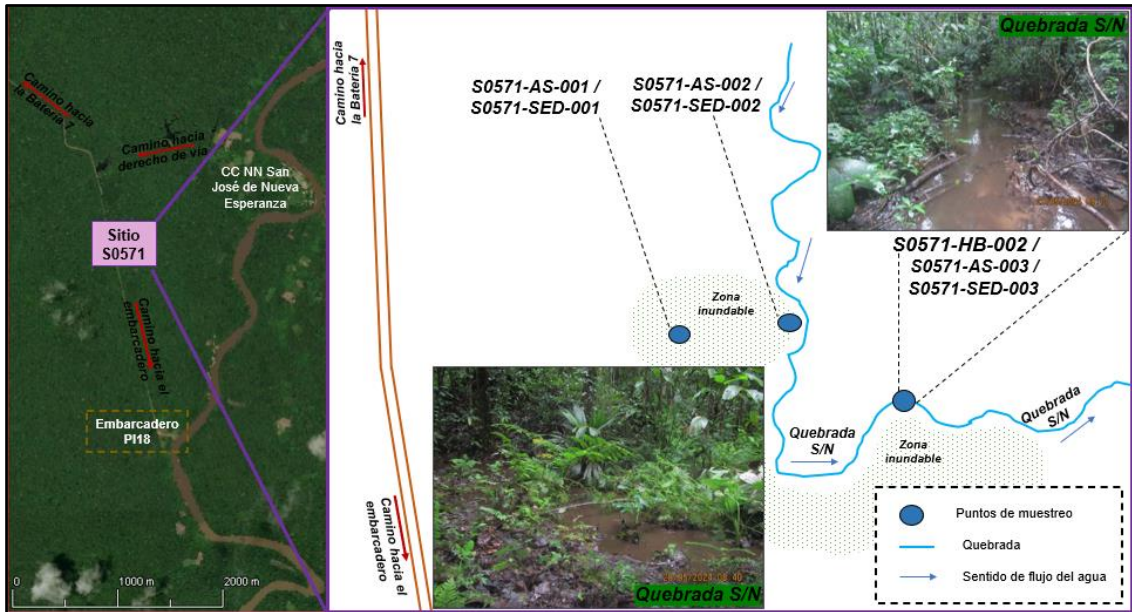 Camino hacia
la Batería 7
Camino hacia
derecho de vía
CC NN San
José de Nueva
Esperanza
Sitio
S0571
Camino hacia el
embarcadero
Embarcadero
PI18
0
1000 m
2000 m
Camino hacia
la Batería 7
S0571-AS-001 /
S0571-SED-001
S0571-AS-002 /
S0571-SED-002
Quebrada S/N
S0571-HB-002 /
S0571-AS-003 /
S0571-SED-003
Zona
inundable
Quebrada
S/N
Quebrada
S/N
Zona
inundable
Camino hacia el
embarcadero
Quebrada S/N
Puntos de muestreo
Quebrada
Sentido de flujo del agua